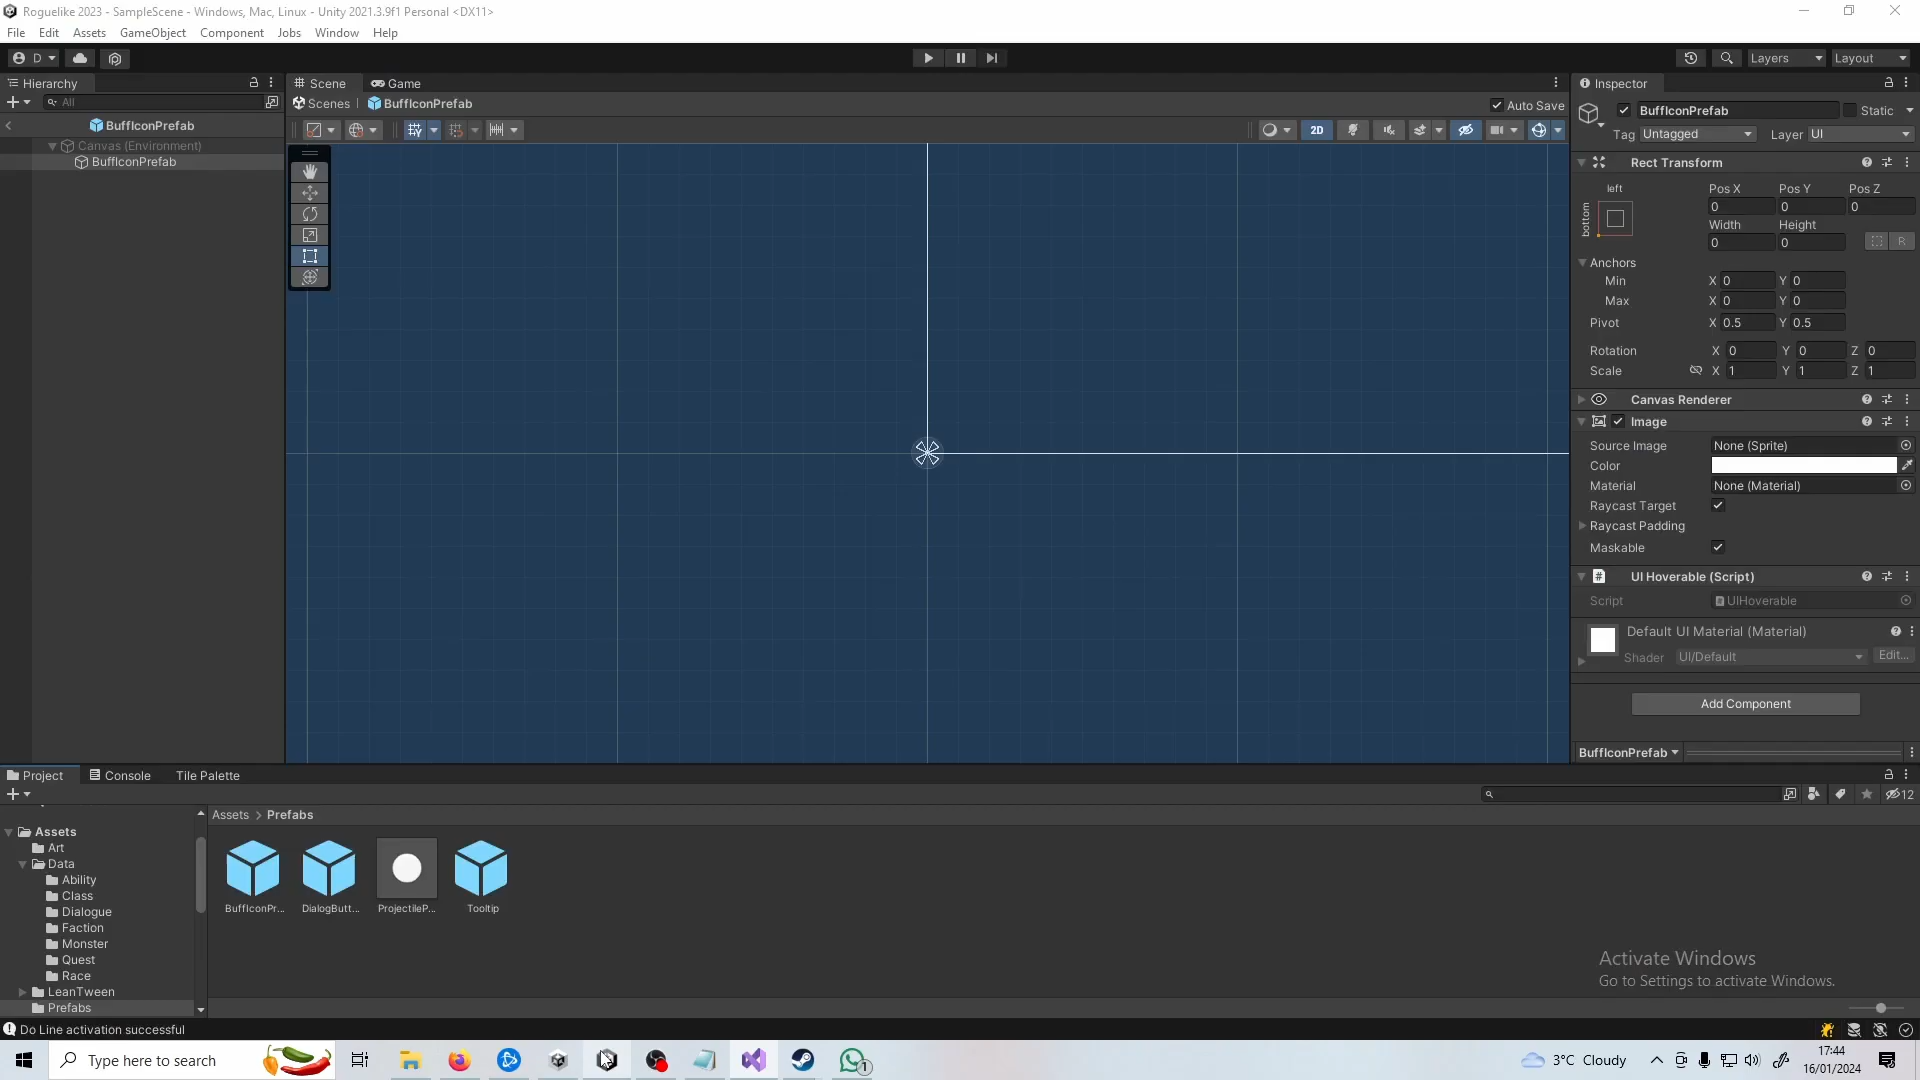 Roguelike 2023 - SampleScene - Windows, Mac, Linux - Unity 2021.3.9f1 Personal <DX11>
File Edit Assets GameObject Component Jobs Window Help
D Layers Layout
Hierarchy Scene Game Inspector
All Scenes BuffIconPrefab Auto Save
BuffIconPrefab Static
BuffIconPrefab
Tag Untagged Layer UI
2D
Canvas (Environment)
BuffIconPrefab
Rect Transform
left
bottom
Pos X Pos Y Pos Z
0 0 0
Width Height
0 0 R
Anchors
Min X 0 Y 0
Max X 0 Y 0
Pivot X 0.5 Y 0.5
Rotation X 0 Y 0 Z 0
Scale X 1 Y 1 Z 1
Canvas Renderer
Image
Source Image None (Sprite)
Color
Material None (Material)
Raycast Target
Raycast Padding
Maskable
UI Hoverable (Script)
Script UIHoverable
Default UI Material (Material)
Shader UI/Default Edit...
Add Component
BuffIconPrefab
Project Console Tile Palette
12
Assets > Prefabs
Assets
Art
Data
Ability
Class
Dialogue
Faction
Monster
Quest
Race
LeanTween
Prefabs
BuffIconPr... DialogButt... ProjectileP... Tooltip
Activate Windows
Go to Settings to activate Windows.
Do Line activation successful
Type here to search
1
3°C Cloudy
17:44
16/01/2024